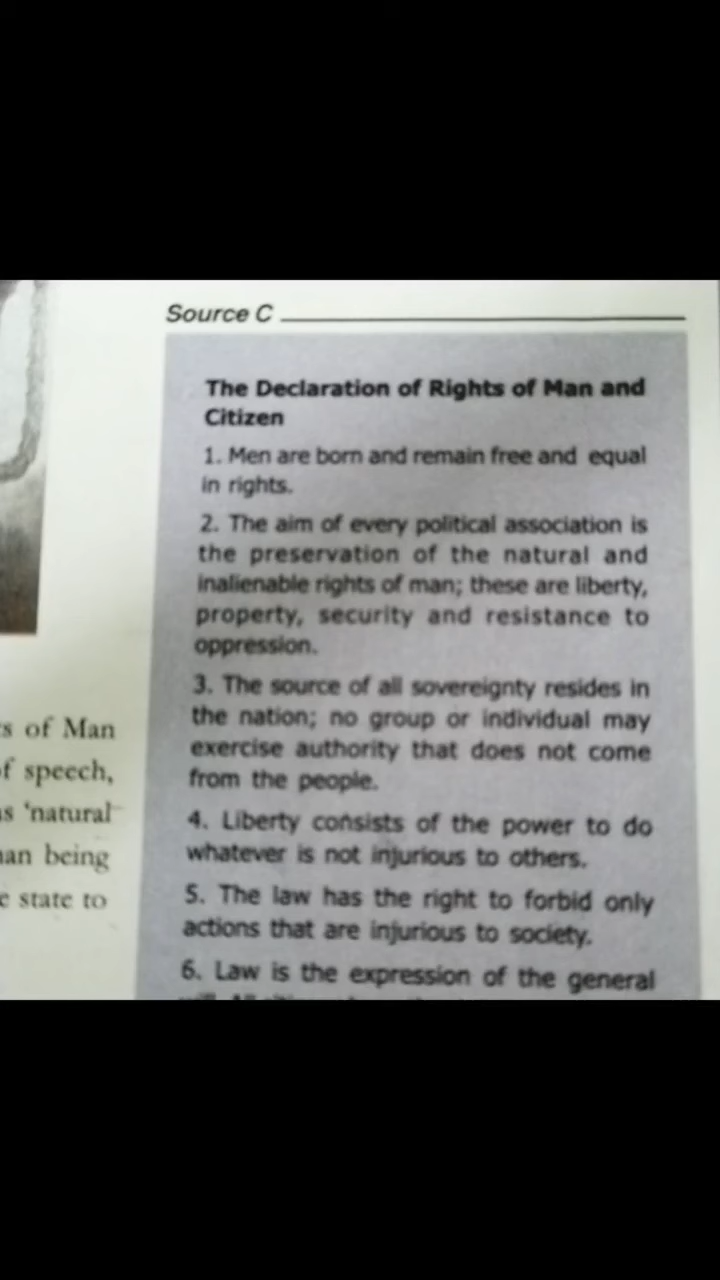 Source C
The Declaration of Rights of Man and
Citizen
1. Men are born and remain free and equal
in rights.
2. The aim of every political association is
the preservation of the natural and
inalienable rights of man; these are liberty,
property, security and resistance to
oppression.
3. The source of all sovereignty resides in
the nation; no group or individual may
exercise authority that does not come
from the people.
4. Liberty consists of the power to do
whatever is not injurious to others.
5. The law has the right to forbid only
actions that are injurious to society.
6. Law is the expression of the general
of Man
speech,
'natural
being
state to